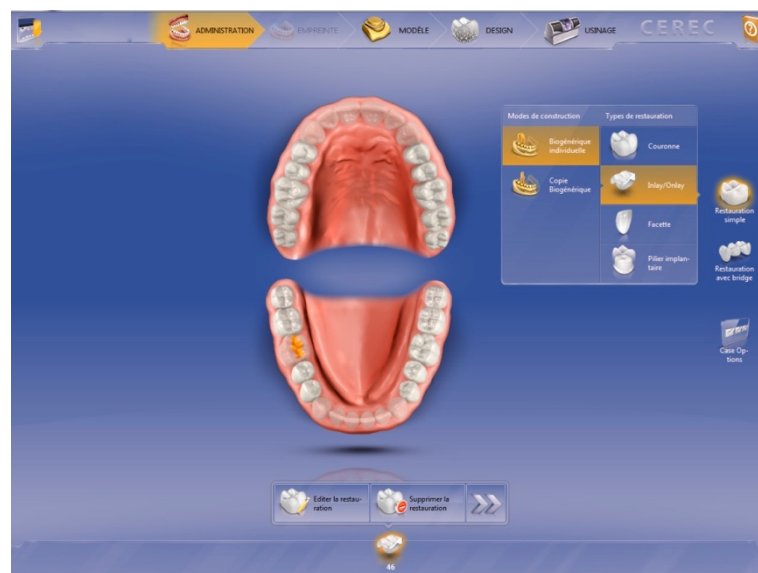 ADMINISTRATION
EMPREINTE
MODÈLE
DESIGN
USINAGE
CEREC
?
Modes de construction
Types de restauration
Biogénérique
individuelle
Couronne
Copie
Biogénérique
Inlay/Onlay
Facette
Pilier implan-
taire
Restauration
simple
Restauration
avec bridge
Case Op-
tions
Editer la restau-
ration
Supprimer la
restauration
46